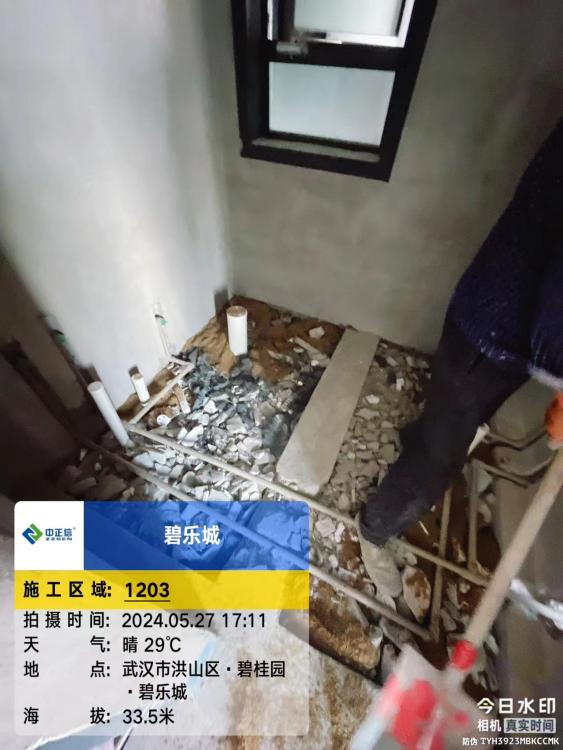 中正信®
ZZSECN
碧乐城
施工区域: 1203
拍摄时间: 2024.05.27 17:11
天气: 晴 29℃
地点: 武汉市洪山区·碧桂园
·碧乐城
海拔: 33.5米
今日水印
相机 真实时间
防伪 TYH3923MBKCCMK